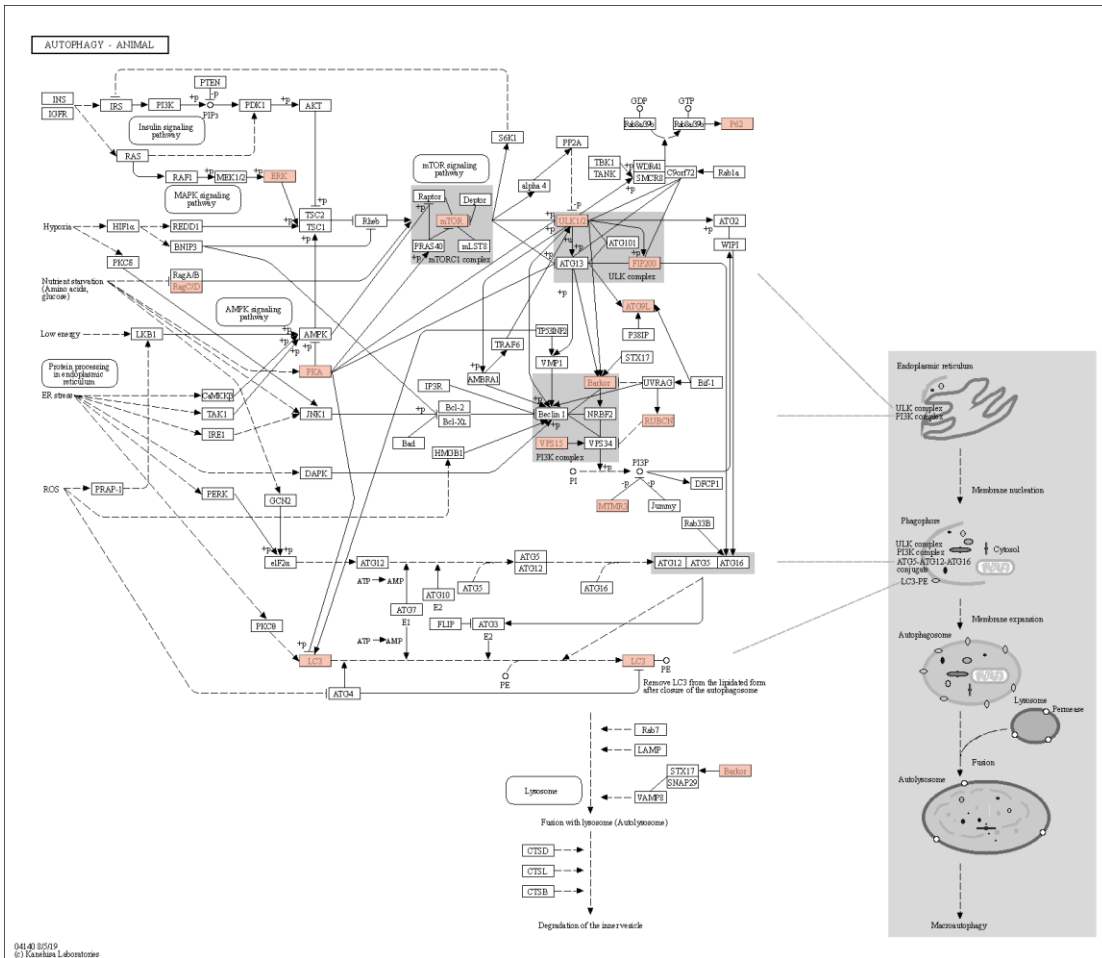 AUTOPHAGY - ANIMAL
INS
IGFR
IRS
PI3K
+p
PTEN
-p
PIP3
PDK1
+p
AKT
Insulin signaling
pathway
RAS
RAF1
+p
MEK1/2
+p
ERK
MAPK signaling
pathway
+p
TSC2
TSC1
+p
Rheb
Hypoxia
HIF1α
REDD1
BNIP3
PKCδ
RagA/B
RagC/D
Nutrient starvation
(Amino acids,
glucose)
AMPK signaling
pathway
Low energy
LKB1
+p
+p
+p
AMPK
Protein processing
in endoplasmic
reticulum
PKA
ER stress
CaMKKβ
TAK1
IRE1
JNK1
+p
Bcl-2
Bcl-XL
Bad
IP3R
HMGB1
DAPK
ROS
PRAP-1
PERK
GCN2
+p
+p
eIF2α
S6K1
mTOR signaling
pathway
Raptor
Deptor
mTOR
PRAS40
mLST8
+p
mTORC1 complex
alpha 4
PP2A
-p
+p
ULK1/2
+p
+u
+p
ATG101
ATG13
FIP200
ULK complex
+p
GDP
GTP
Rab8a/39b
Rab8a/39b
P62
TBK1
TANK
+p
+p
WDR41
SMCR8
C9orf72
Rab1a
ATG2
+p
WIPI
ATG9L
P38IP
TP53INP2
TRAF6
VMP1
STX17
+p
AMBRA1
Barkor
UVRAG
Bif-1
+p
Beclin 1
+p
NRBF2
RUBCN
VPS15
VPS34
PI3K complex
+p
PI
PI3P
-p
-p
DFCP1
MTMR3
Jummy
Rab33B
ATG12
ATP
AMP
ATG7
E1
ATG10
E2
ATG5
ATG5
ATG12
ATG16
ATG12
ATG5
ATG16
PKCθ
ATP
AMP
FLIP
ATG3
E2
+p
LC3
PE
LC3
PE
ATG4
Remove LC3 from the lipidated form
after closure of the autophagosome
Rab7
LAMP
STX17
SNAP29
Barkor
VAMP8
Lysosome
Fusion with lysosome (Autolysosome)
CTSD
CTSL
CTSB
Degradation of the inner vesicle
Endoplasmic reticulum
ULK complex
PI3K complex
Membrane nucleation
Phagophore
ULK complex
PI3K complex
ATG5-ATG12-ATG16
conjugate
LC3-PE
Cytosol
Membrane expansion
Autophagosome
Lysosome
Permease
Fusion
Autolysosome
Macroautophagy
04140 8/5/19
(c) Kanehisa Laboratories